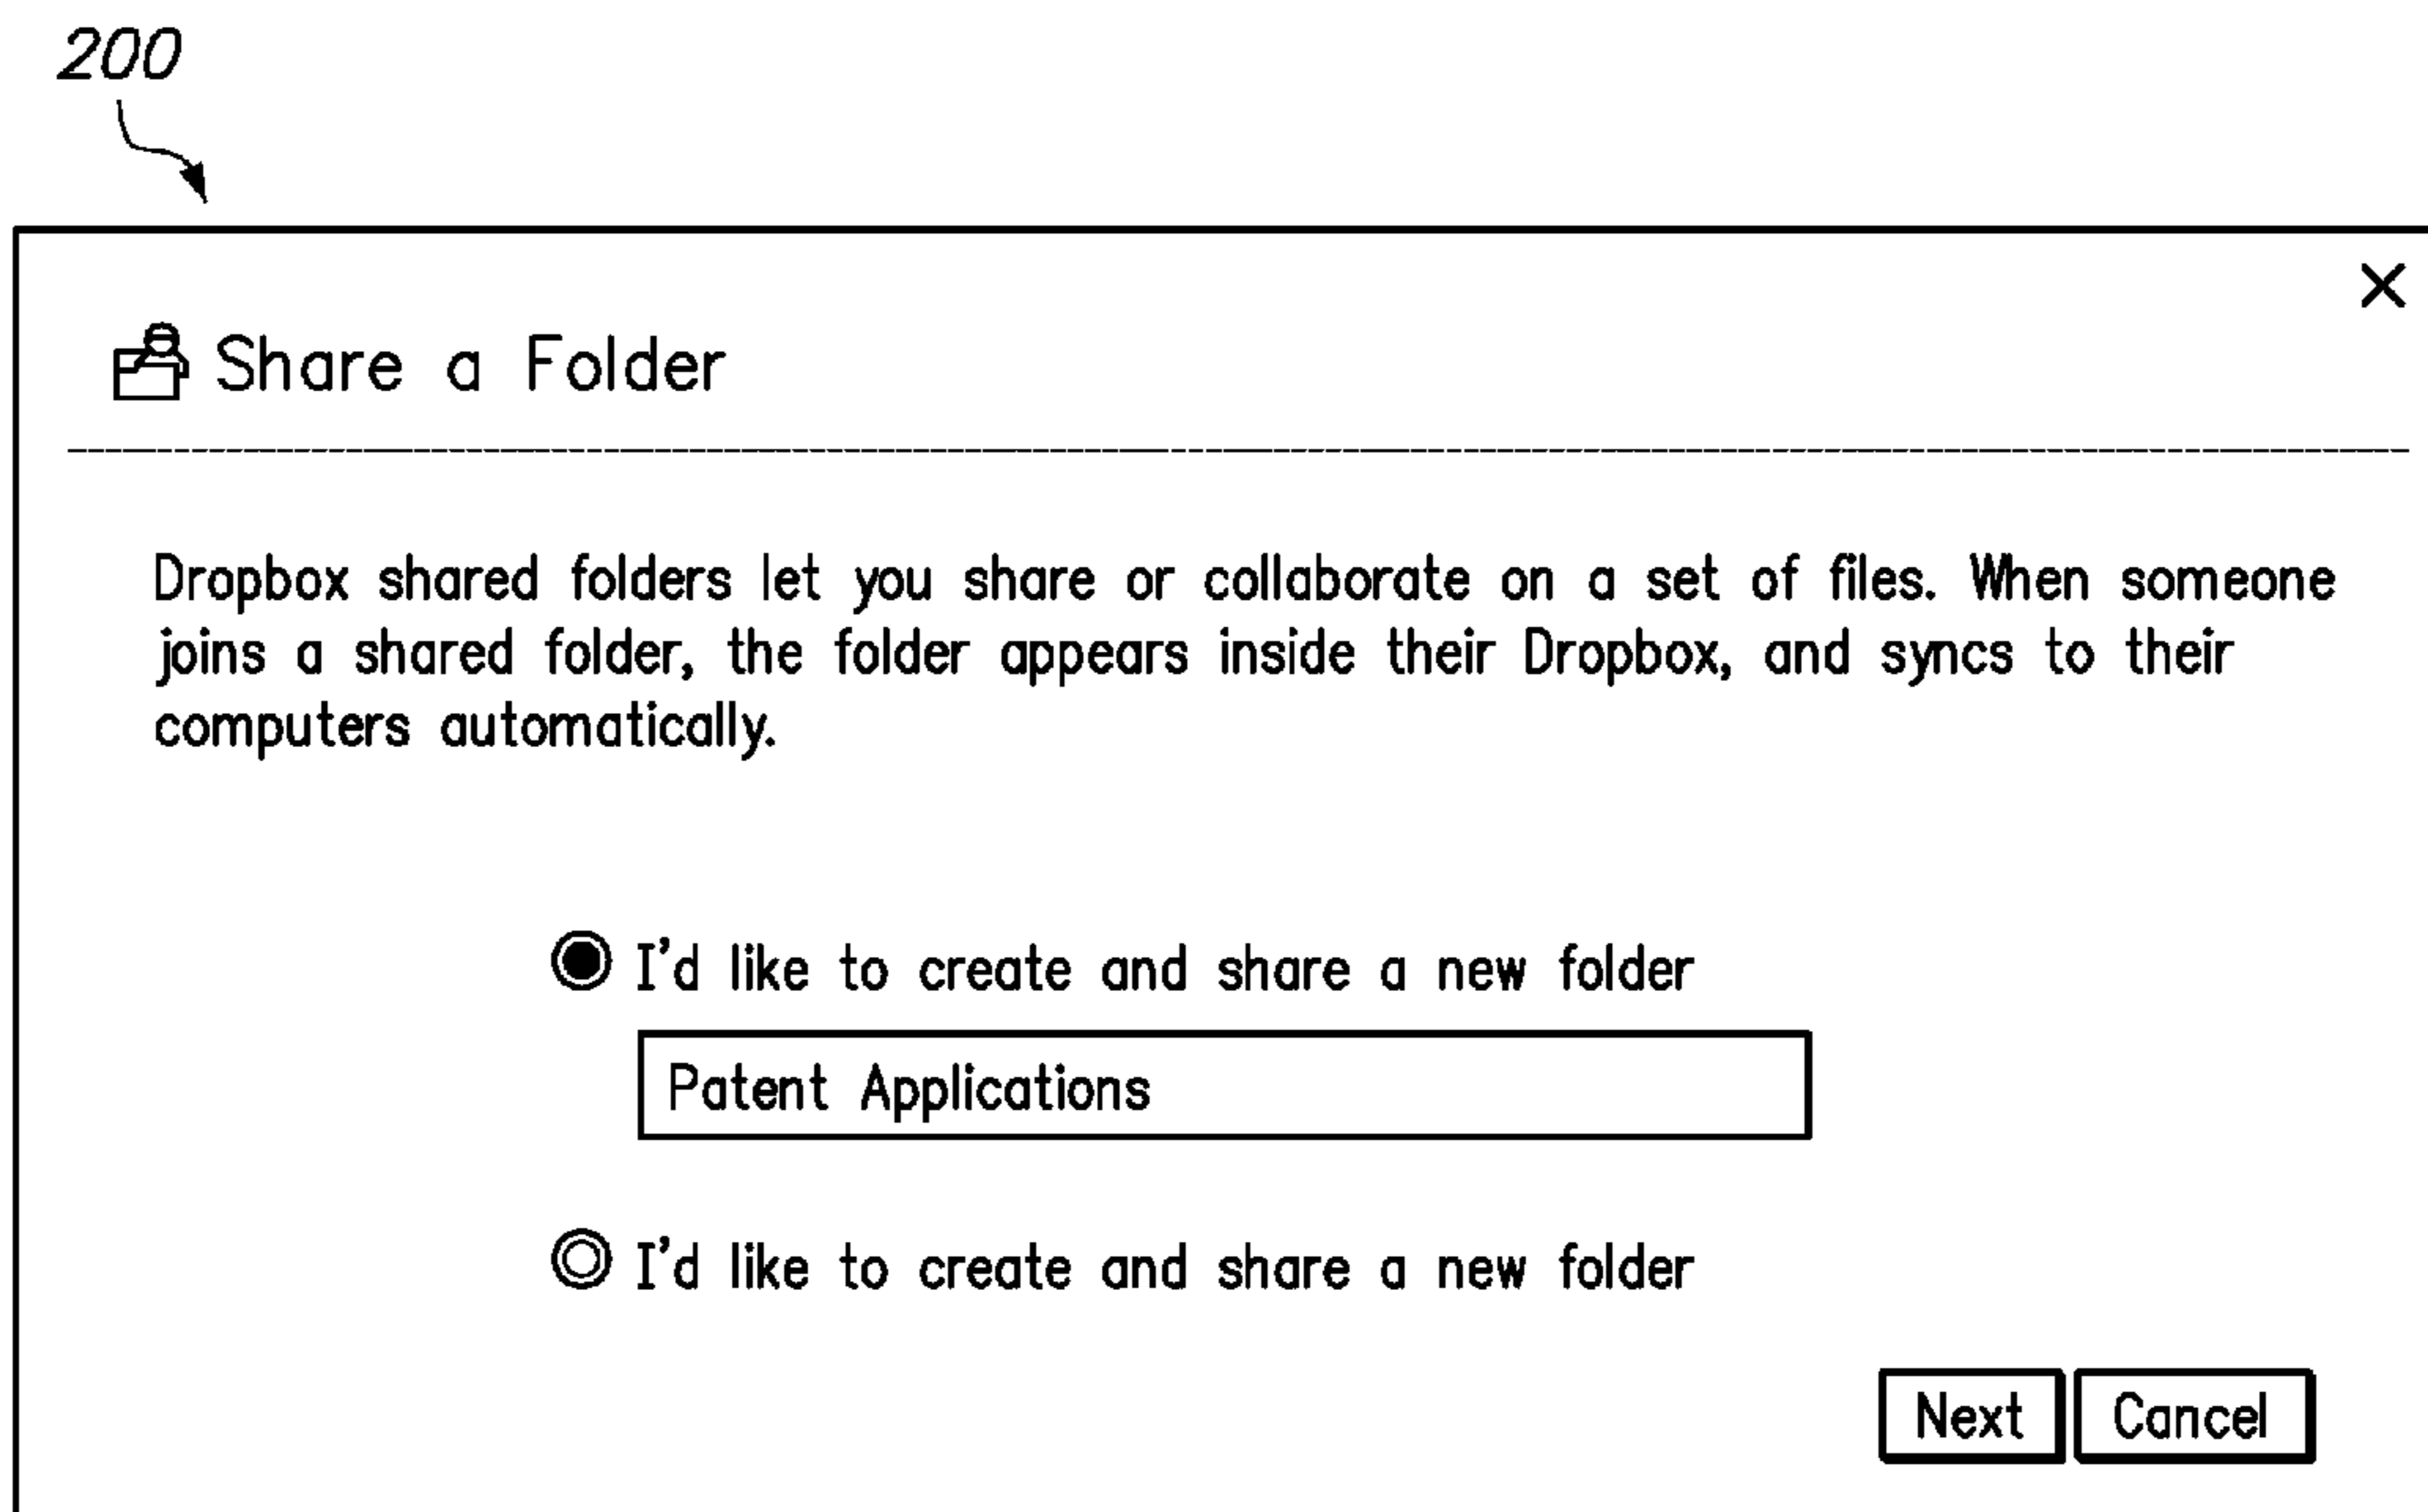 200
Share a Folder
Dropbox shared folders let you share or collaborate on a set of files. When someone
joins a shared folder, the folder appears inside their Dropbox, and syncs to their
computers automatically.
I'd like to create and share a new folder
Patent Applications
I'd like to create and share a new folder
Next Cancel